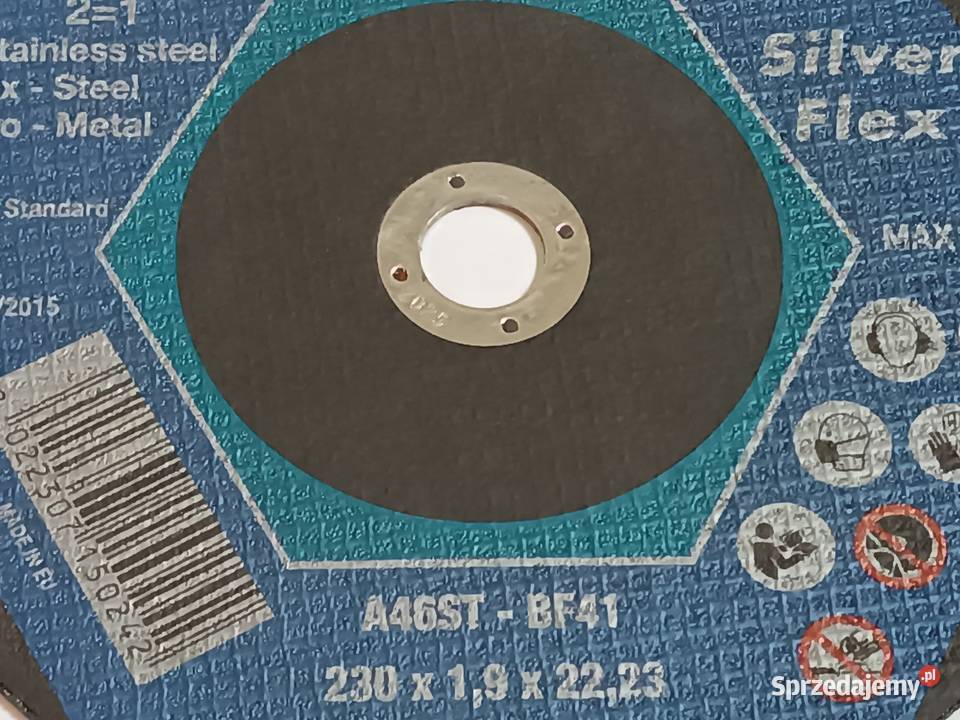 2=1
tainless steel
x - Steel
o - Metal
Standard
/2015
Silver
Flex
MAX
MADE IN EU
A46ST - BF41
230 x 1,9 x 22,23
Sprzedajemy.pl